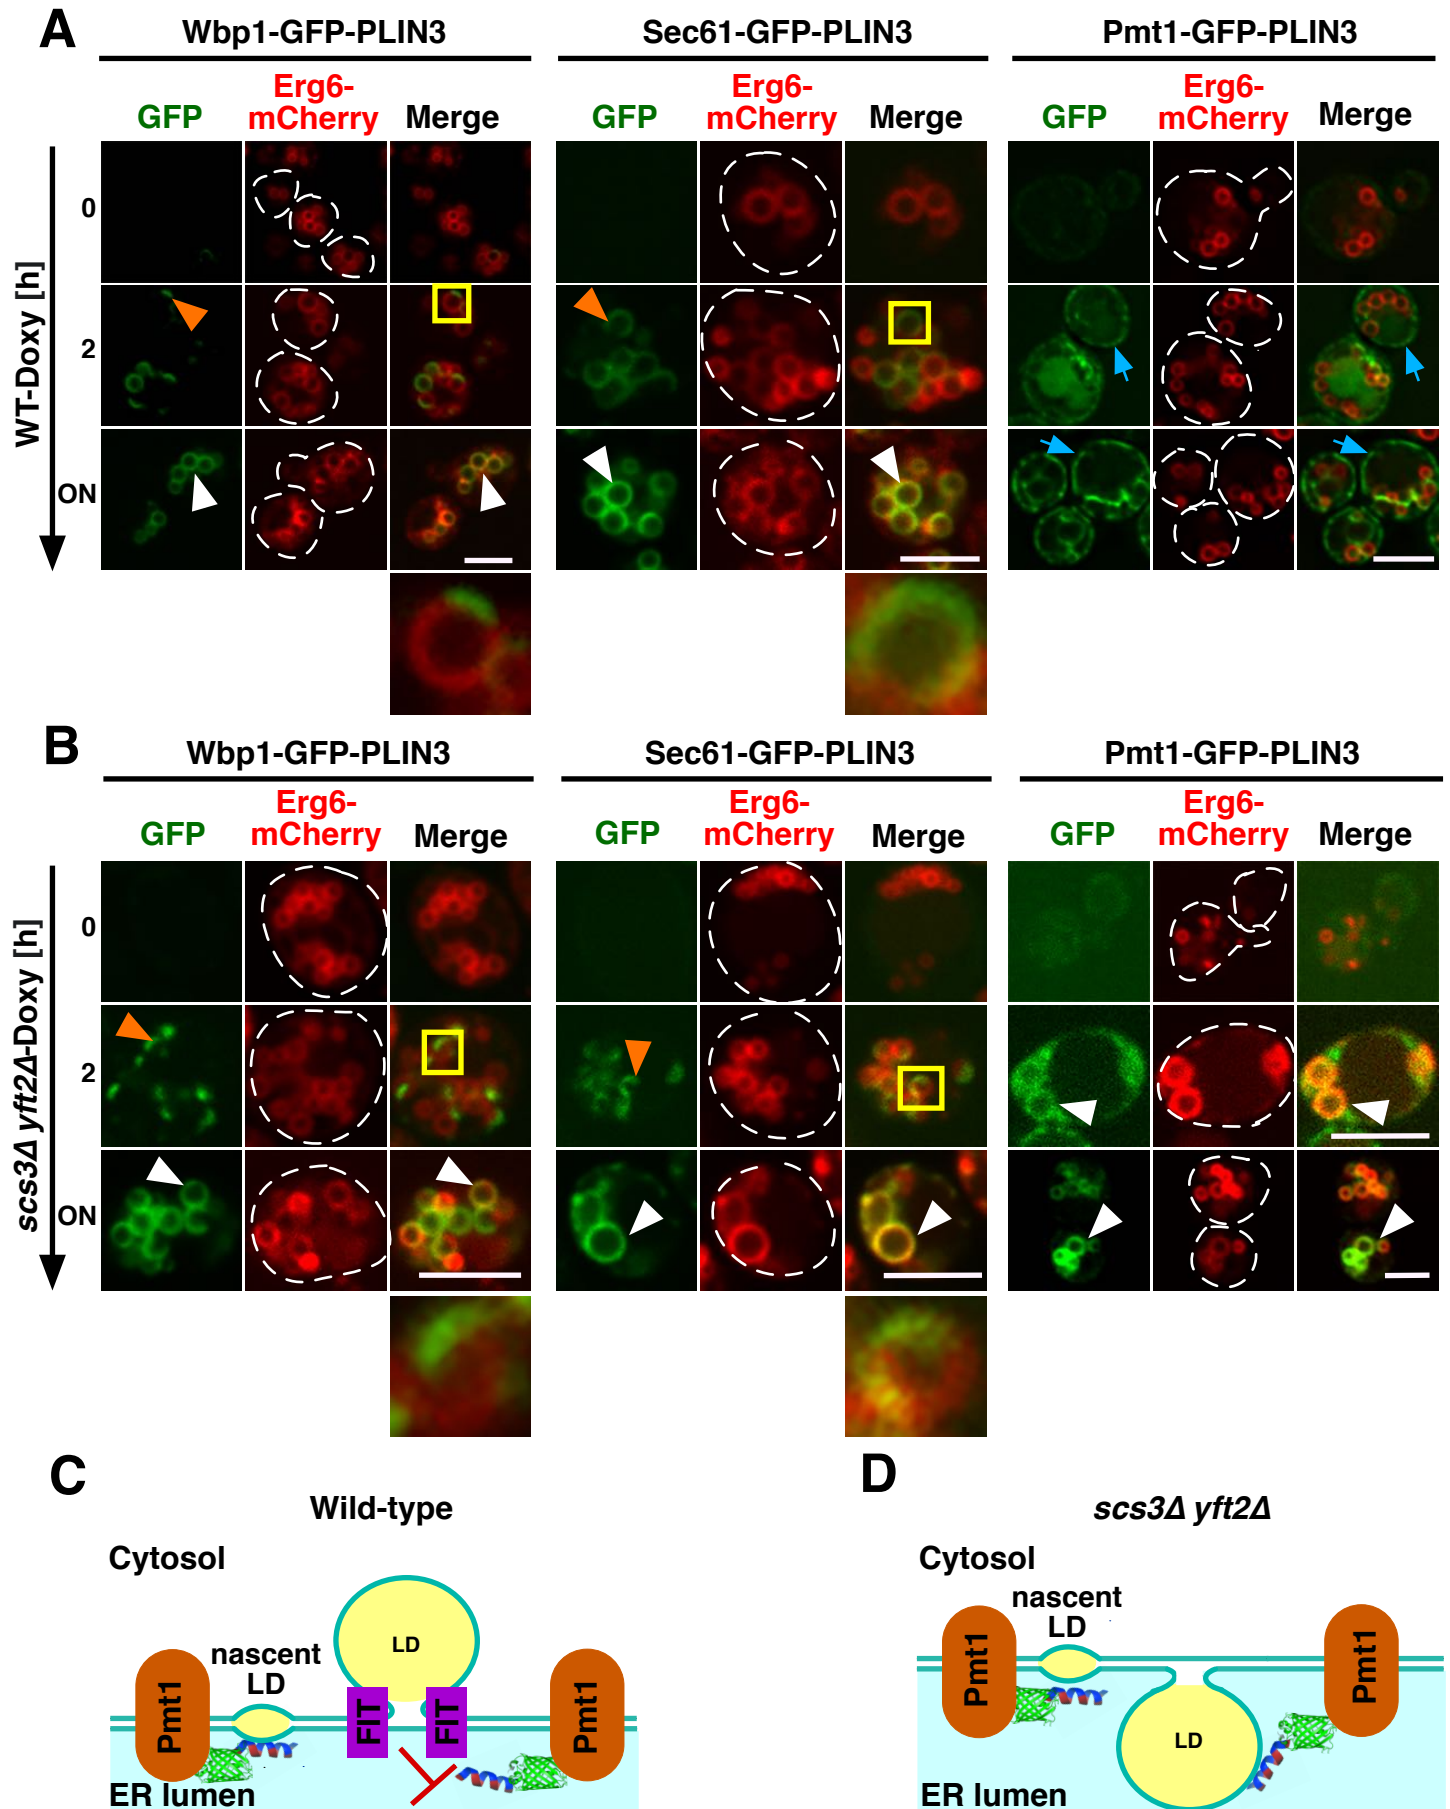 A
Wbp1-GFP-PLIN3
Sec61-GFP-PLIN3
Pmt1-GFP-PLIN3
GFP
Erg6-
mCherry
Merge
GFP
Erg6-
mCherry
Merge
GFP
Erg6-
mCherry
Merge
WT-Doxy [h]
0
2
ON
B
Wbp1-GFP-PLIN3
Sec61-GFP-PLIN3
Pmt1-GFP-PLIN3
GFP
Erg6-
mCherry
Merge
GFP
Erg6-
mCherry
Merge
GFP
Erg6-
mCherry
Merge
scs3Δ yft2Δ-Doxy [h]
0
2
ON
C
Wild-type
Cytosol
LD
nascent
LD
Pmt1
FIT
FIT
Pmt1
ER lumen
D
scs3Δ yft2Δ
Cytosol
nascent
LD
Pmt1
Pmt1
LD
ER lumen